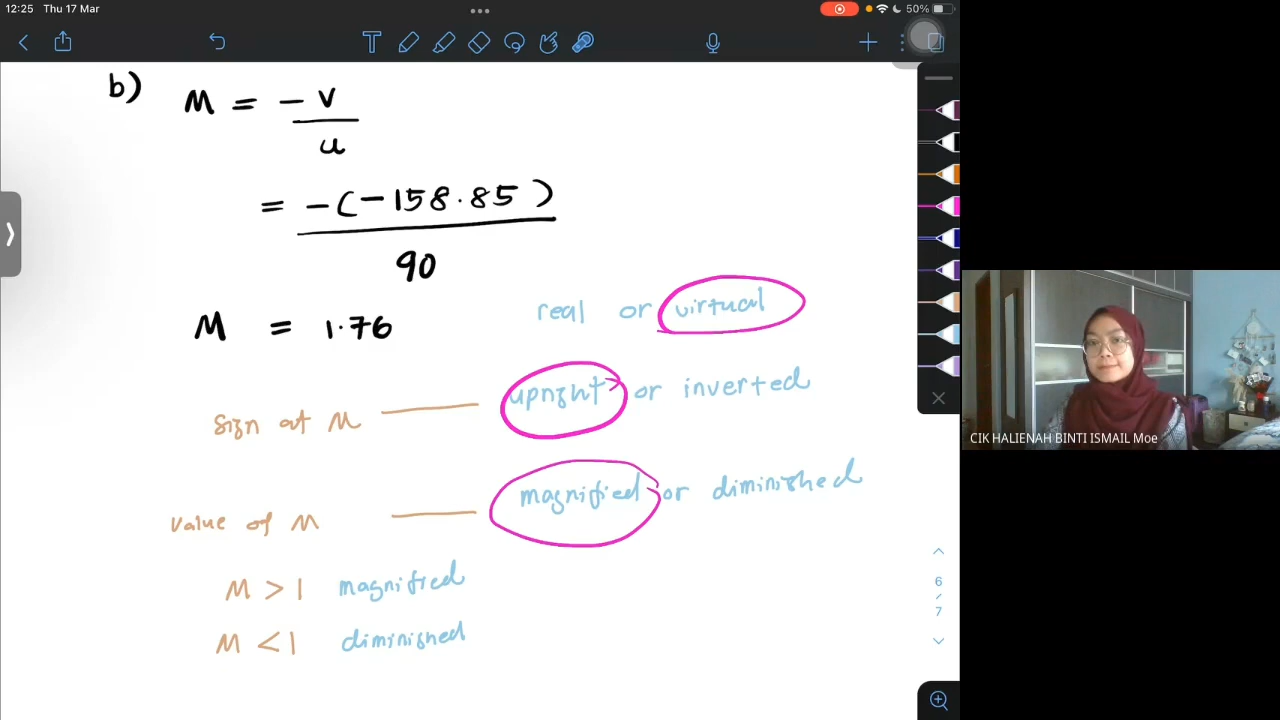 12:25 Thu 17 Mar
50%
b) M = -v
u
= -(-158.85)
90
M = 1.76
real or virtual
sign at M upright or inverted
value of M magnified or diminished
M > 1 magnified
M < 1 diminished
6
/
7
CIK HALIENAH BINTI ISMAIL Moe